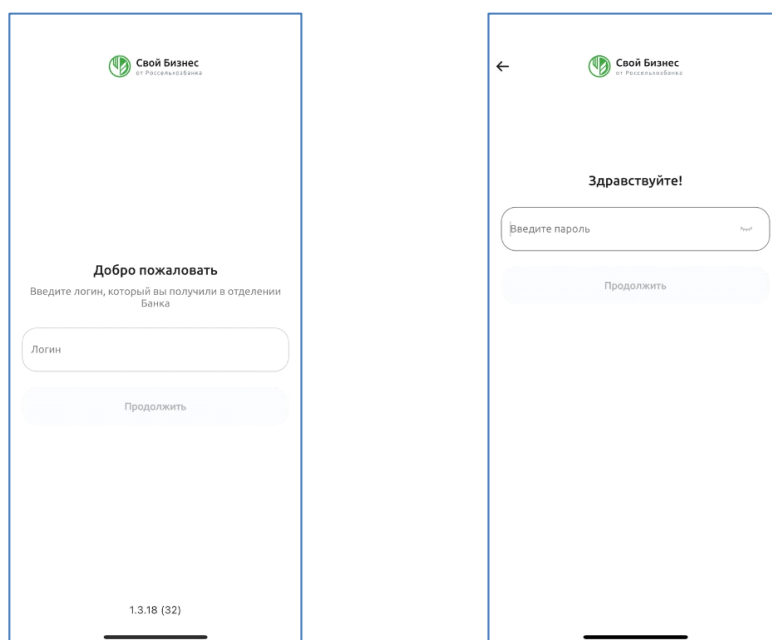 Свой Бизнес
от Россельхозбанка
Добро пожаловать
Введите логин, который вы получили в отделении
Банка
Логин
Продолжить
1.3.18 (32)
Свой Бизнес
от Россельхозбанка
Здравствуйте!
Введите пароль
Продолжить